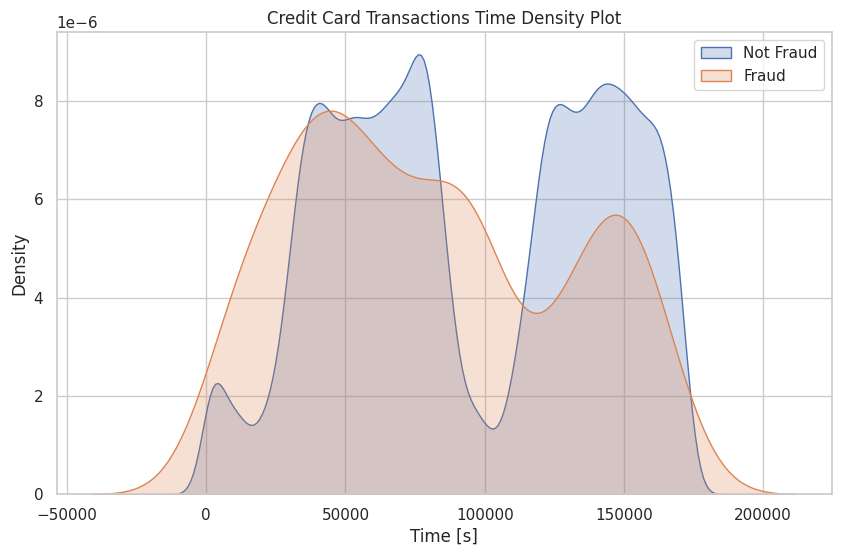 Credit Card Transactions Time Density Plot
1e−6
Not Fraud
Fraud
8
6
4
2
0
Density
−50000 0 50000 100000 150000 200000
Time [s]